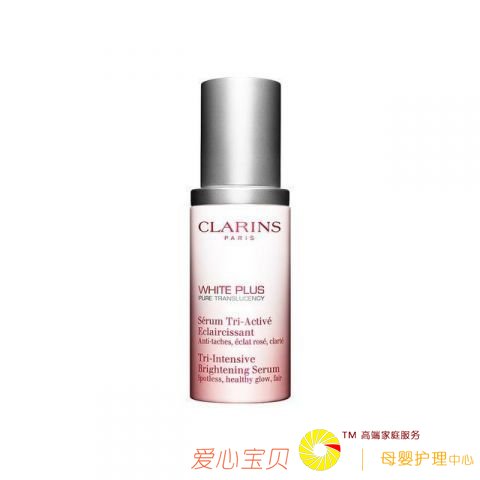 CLARINS
PARIS
WHITE PLUS
PURE TRANSLUCENCY
Sérum Tri-Activé
Eclaircissant
Anti-taches, éclat rosé, clarté
Tri-Intensive
Brightening Serum
Spotless, healthy glow, fair
爱心宝贝
TM 高端家庭服务
母婴护理中心